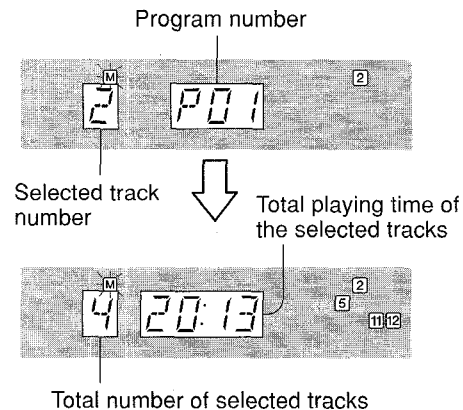 Program number
M
2
2 P01
Selected track
number
Total playing time of
the selected tracks
M
2
5
4 20:13
11 12
Total number of selected tracks